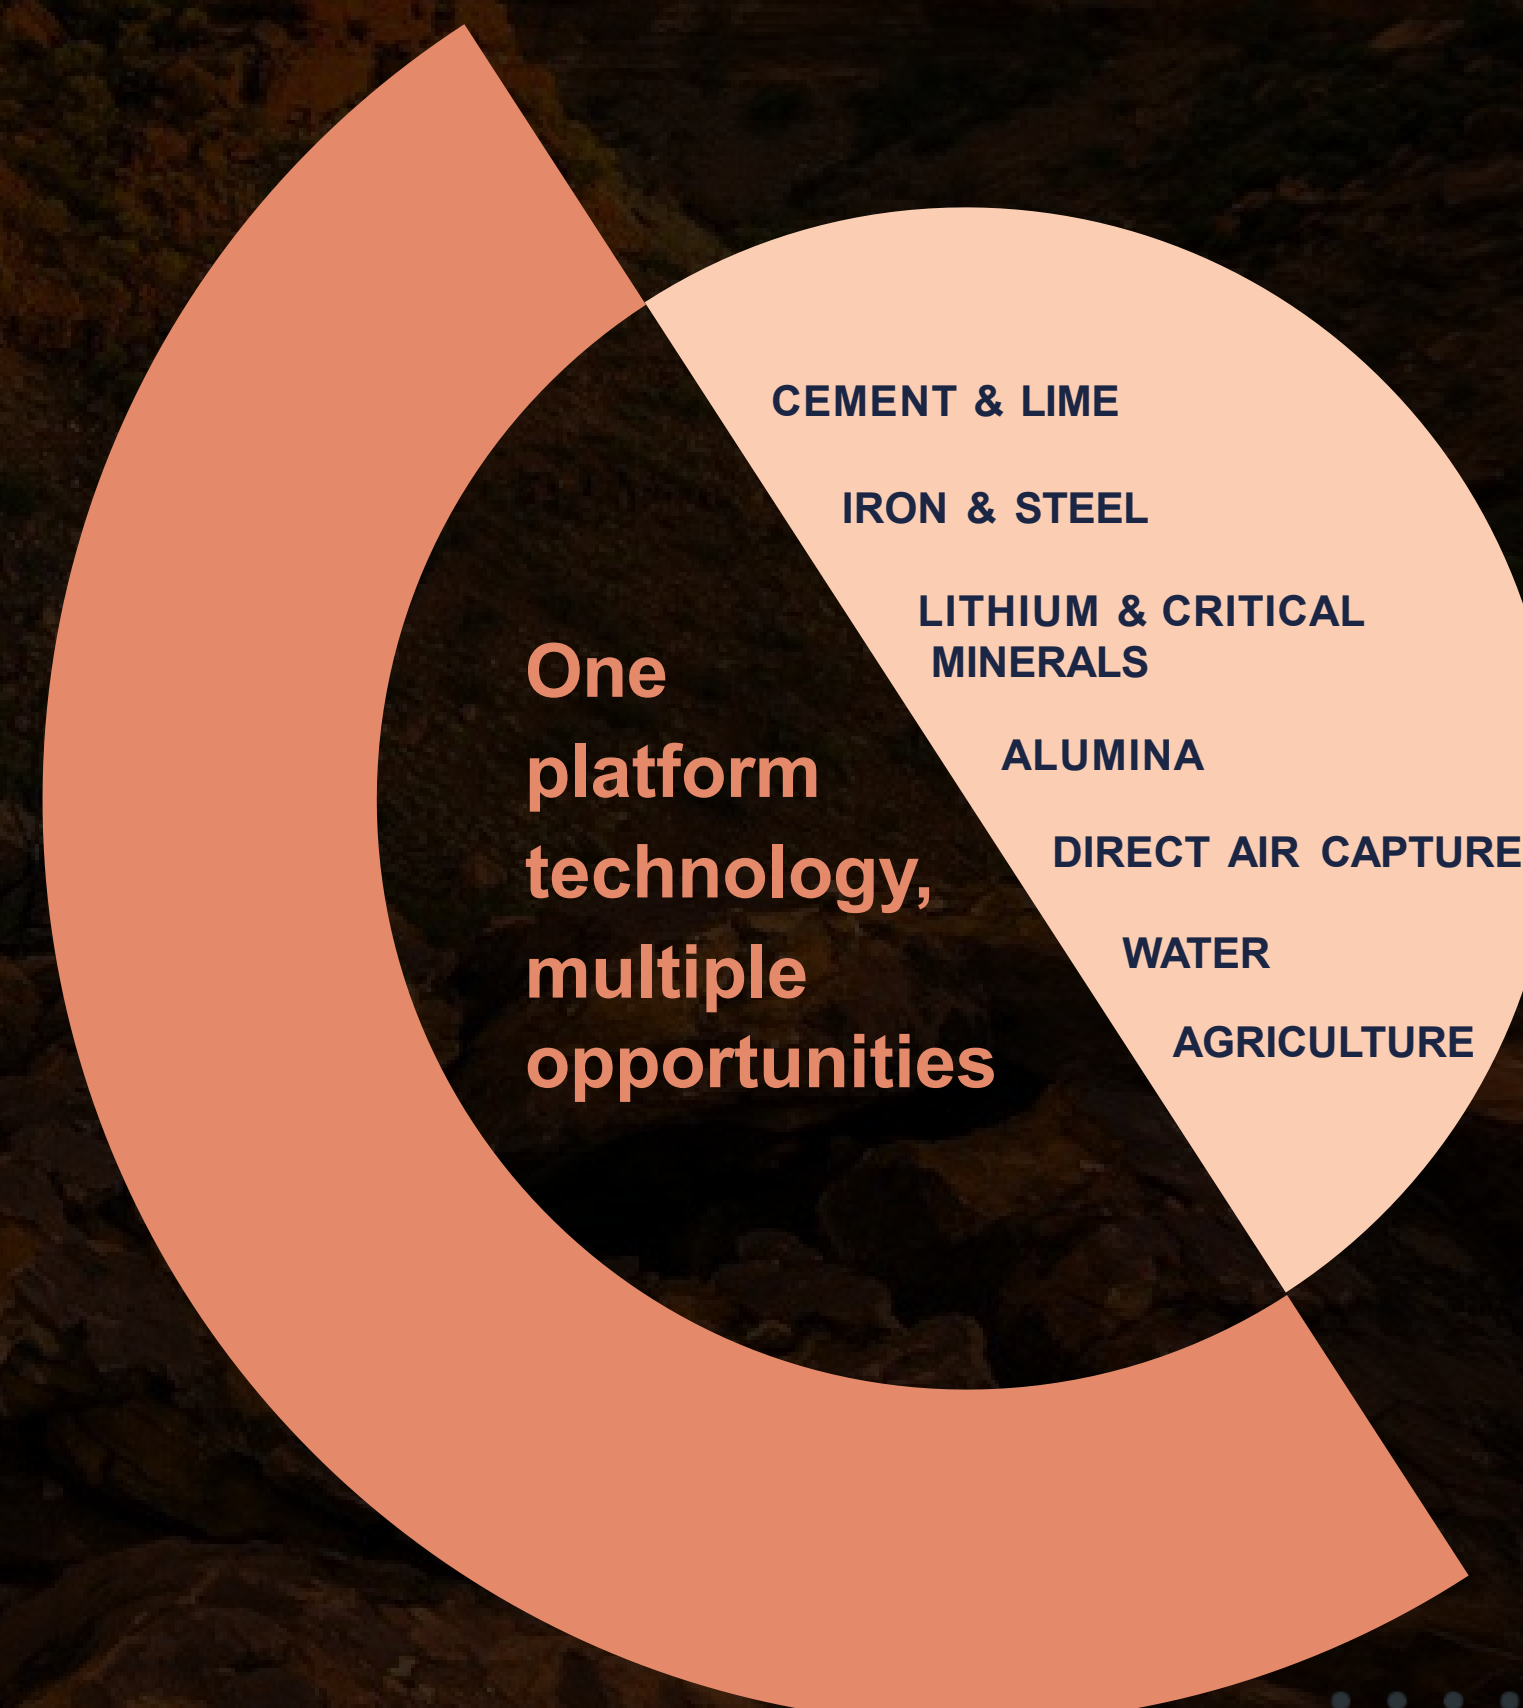 CEMENT & LIME
IRON & STEEL
LITHIUM & CRITICAL
MINERALS
ALUMINA
DIRECT AIR CAPTURE
WATER
AGRICULTURE
One
platform
technology,
multiple
opportunities